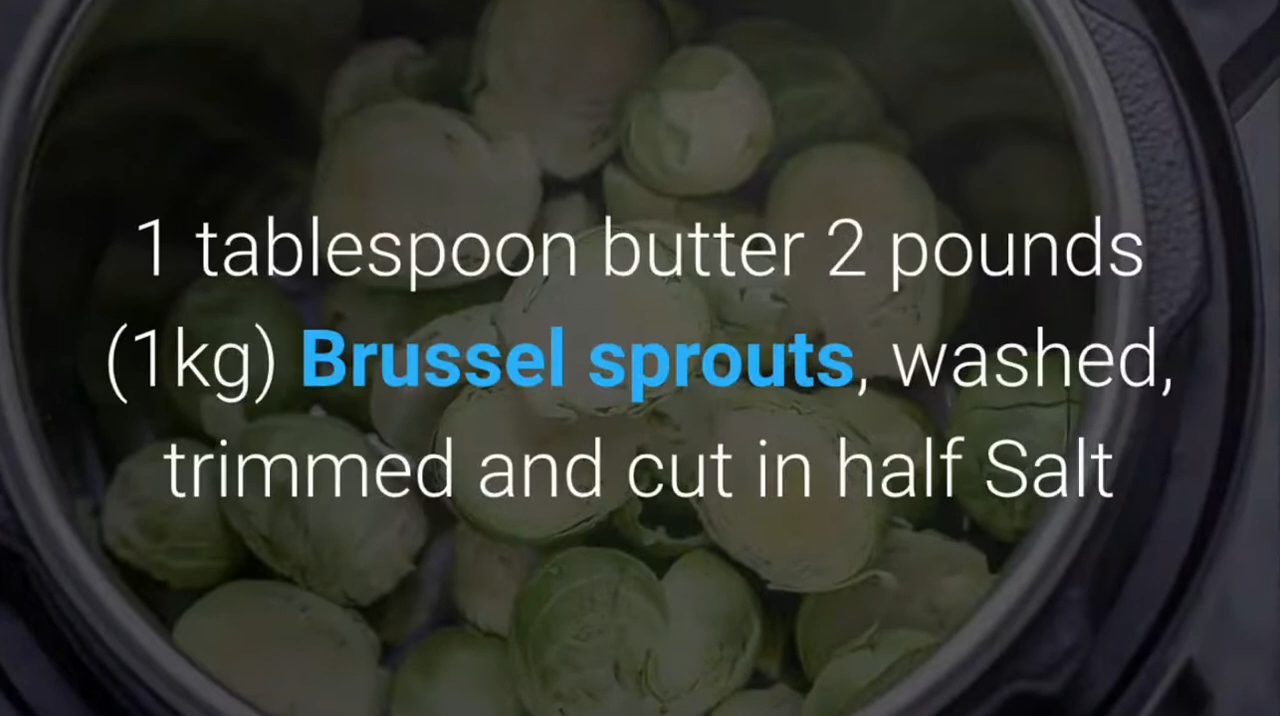 1 tablespoon butter 2 pounds
(1kg) Brussel sprouts, washed,
trimmed and cut in half Salt